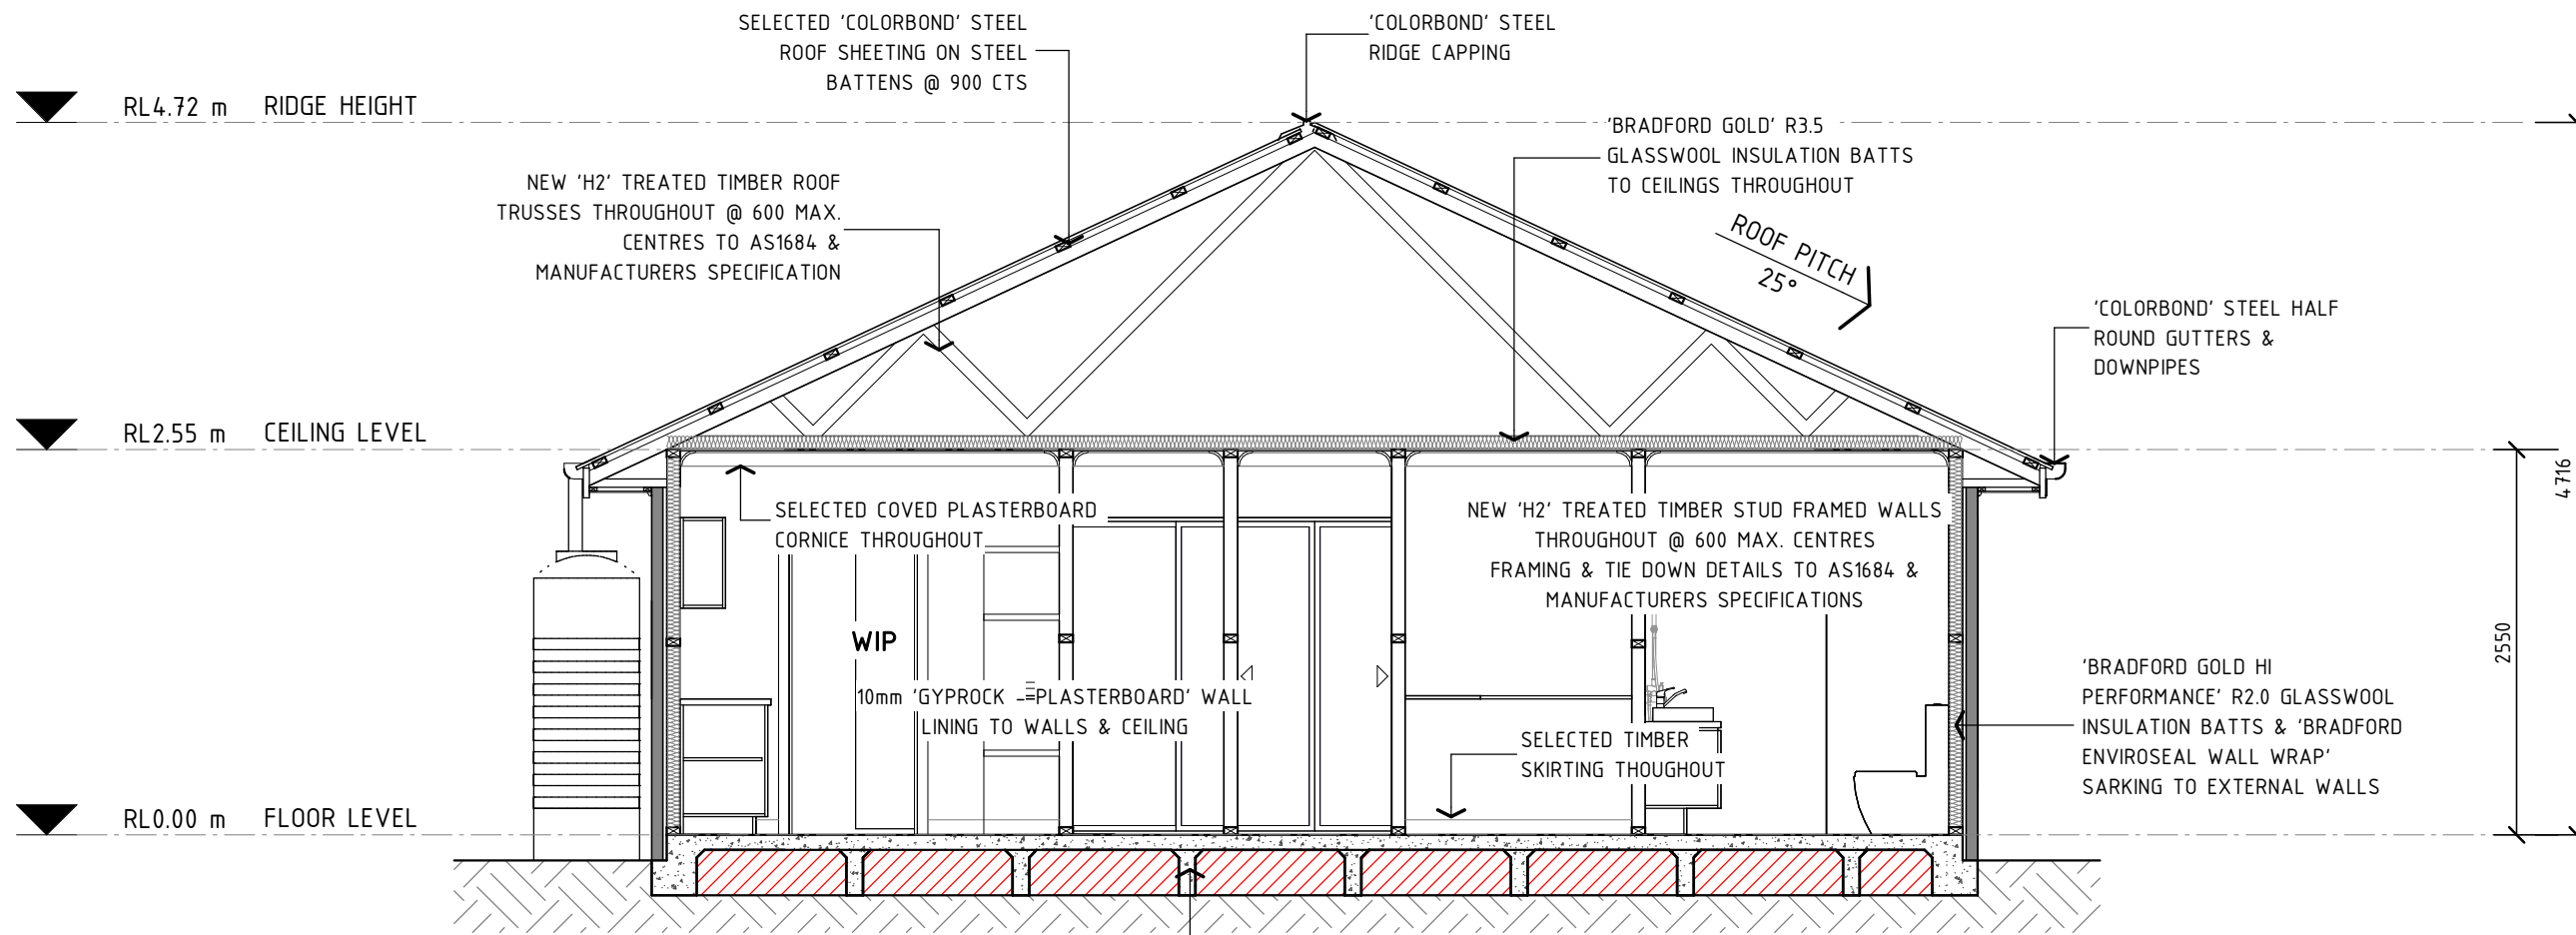 SELECTED 'COLORBOND' STEEL
ROOF SHEETING ON STEEL
BATTENS @ 900 CTS
'COLORBOND' STEEL
RIDGE CAPPING
RL4.72 m RIDGE HEIGHT
'BRADFORD GOLD' R3.5
GLASSWOOL INSULATION BATTS
TO CEILINGS THROUGHOUT
NEW 'H2' TREATED TIMBER ROOF
TRUSSES THROUGHOUT @ 600 MAX.
CENTRES TO AS1684 &
MANUFACTURERS SPECIFICATION
ROOF PITCH
25°
'COLORBOND' STEEL HALF
ROUND GUTTERS &
DOWNPIPES
RL2.55 m CEILING LEVEL
4716
SELECTED COVED PLASTERBOARD
CORNICE THROUGHOUT
NEW 'H2' TREATED TIMBER STUD FRAMED WALLS
THROUGHOUT @ 600 MAX. CENTRES
FRAMING & TIE DOWN DETAILS TO AS1684 &
MANUFACTURERS SPECIFICATIONS
WIP
2550
10mm 'GYPROCK - PLASTERBOARD' WALL
LINING TO WALLS & CEILING
'BRADFORD GOLD HI
PERFORMANCE' R2.0 GLASSWOOL
INSULATION BATTS & 'BRADFORD
ENVIROSEAL WALL WRAP'
SARKING TO EXTERNAL WALLS
SELECTED TIMBER
SKIRTING THOUGHOUT
RL0.00 m FLOOR LEVEL